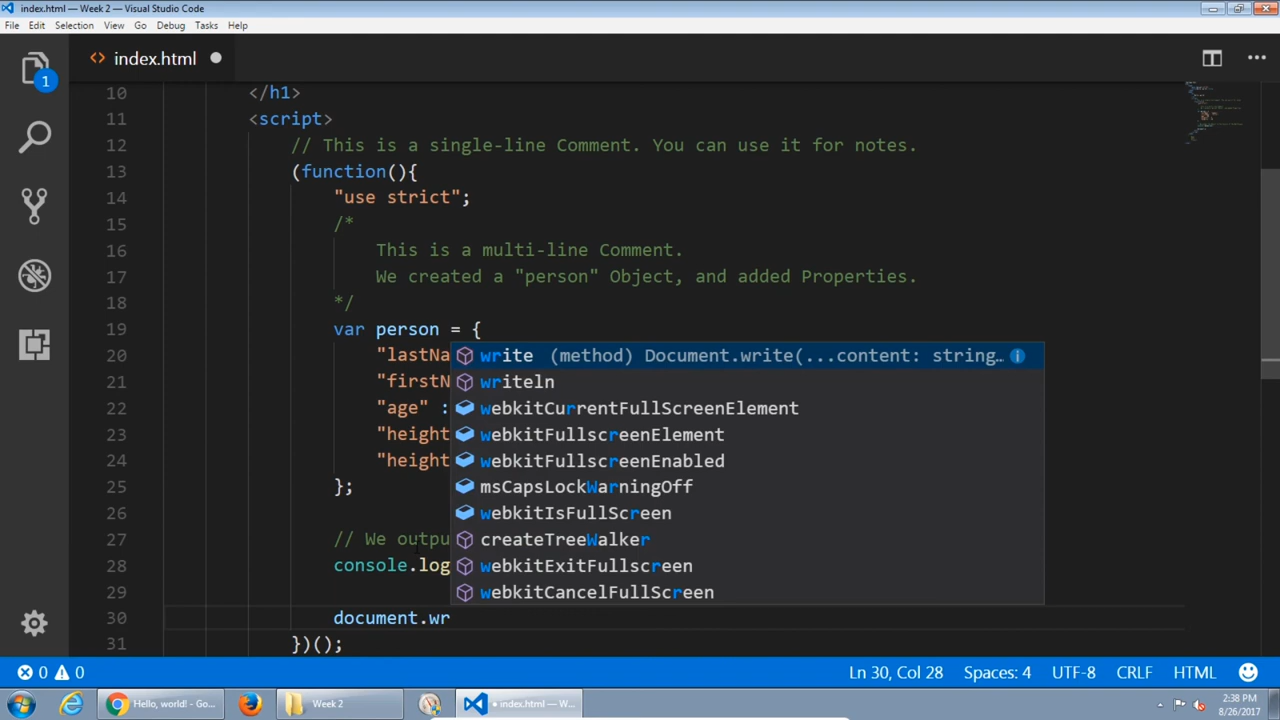 index.html — Week 2 — Visual Studio Code
File Edit Selection View Go Debug Tasks Help
<> index.html
1
10 </h1>
11 <script>
12 // This is a single-line Comment. You can use it for notes.
13 (function(){
14 "use strict";
15 /*
16 This is a multi-line Comment.
17 We created a "person" Object, and added Properties.
18 */
19 var person = {
20 "lastNa
21 "firstN
22 "age" :
23 "height
24 "height
25 };
26
27 // We outpu
28 console.log
29
30 document.wr
31 })();
write (method) Document.write(...content: string…
writeln
webkitCurrentFullScreenElement
webkitFullscreenElement
webkitFullscreenEnabled
msCapsLockWarningOff
webkitIsFullScreen
createTreeWalker
webkitExitFullscreen
webkitCancelFullScreen
0 0 Ln 30, Col 28 Spaces: 4 UTF-8 CRLF HTML
Hello, world! - Go... Week 2 • index.html — W... 2:38 PM
8/26/2017